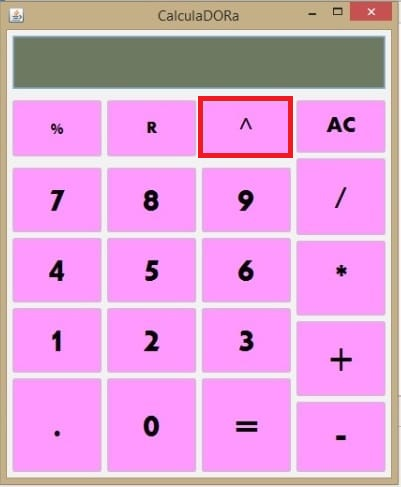 CalculaDORa
% R ^ AC
7 8 9 /
4 5 6 *
1 2 3 +
. 0 = -